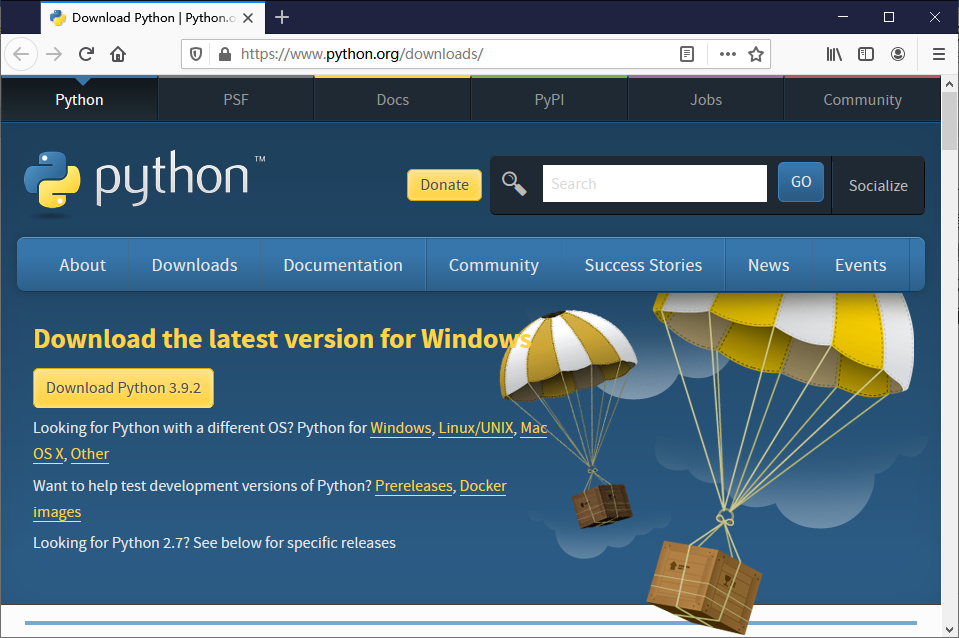 Download Python | Python.o
https://www.python.org/downloads/
Python
PSF
Docs
PyPI
Jobs
Community
python™
Donate
Search
GO
Socialize
About
Downloads
Documentation
Community
Success Stories
News
Events
Download the latest version for Windows
Download Python 3.9.2
Looking for Python with a different OS? Python for Windows, Linux/UNIX, Mac
OS X, Other
Want to help test development versions of Python? Prereleases, Docker
images
Looking for Python 2.7? See below for specific releases